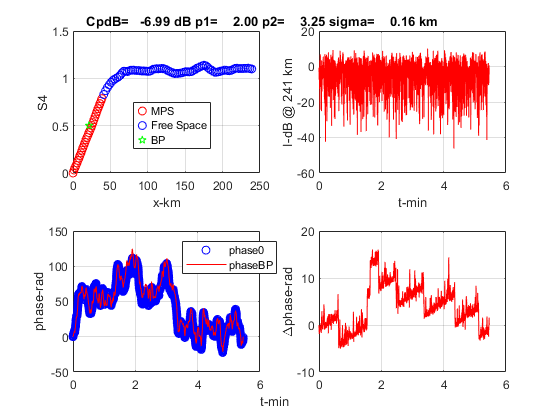 CpdB= -6.99 dB p1= 2.00 p2= 3.25 sigma= 0.16 km
S4
1.5
1
0.5
0
0 50 100 150 200 250
x-km
MPS
Free Space
BP
I-dB @ 241 km
20
0
-20
-40
-60
0 2 4 6
t-min
phase-rad
150
100
50
0
-50
0 2 4 6
t-min
phase0
phaseBP
Δphase-rad
20
10
0
-10
0 2 4 6